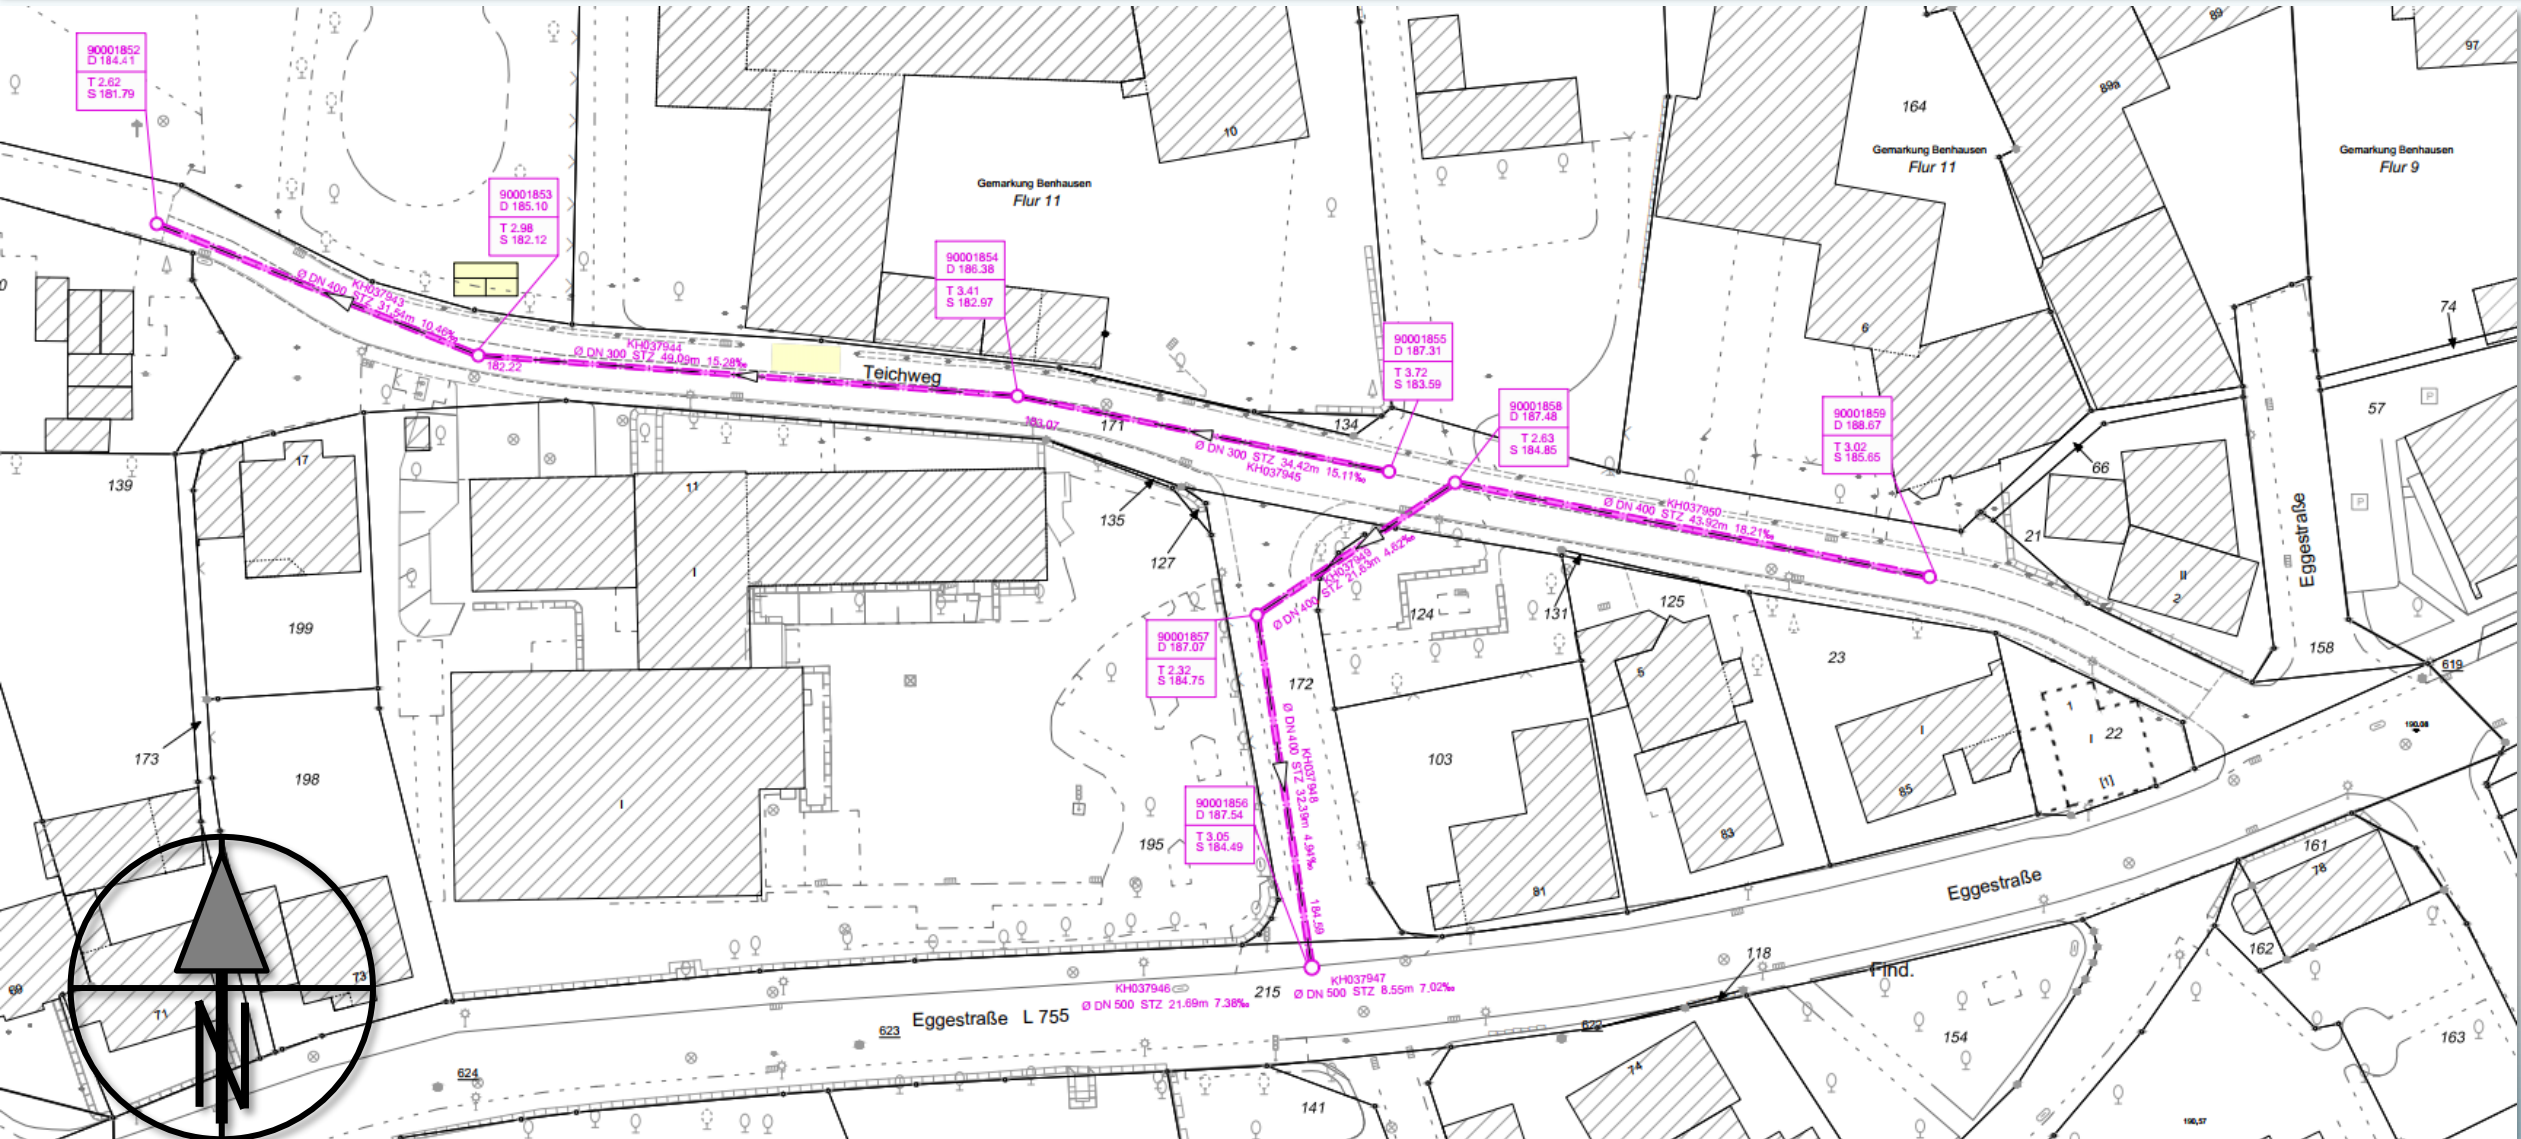 90001852
D 184.41
T 2.62
S 181.79
90001853
D 185.10
T 2.98
S 182.12
90001854
D 186.38
T 3.41
S 182.97
90001855
D 187.31
T 3.72
S 183.59
90001858
D 187.48
T 2.63
S 184.85
90001859
D 188.67
T 3.02
S 185.65
90001857
D 187.07
T 2.32
S 184.75
90001856
D 187.54
T 3.05
S 184.49
KH037943
Ø DN 400 STZ 31.54m 10.46‰
182.22
KH037944
Ø DN 300 STZ 49.09m 15.28‰
183.07
Ø DN 300 STZ 34.42m 15.11‰
KH037945
KH037950
Ø DN 400 STZ 43.92m 18.21‰
KH037949
Ø DN 400 STZ 21.63m 4.62‰
KH037948
Ø DN 400 STZ 32.39m 4.94‰
184.59
KH037946
Ø DN 500 STZ 21.69m 7.38‰
KH037947
Ø DN 500 STZ 8.55m 7.02‰
Gemarkung Benhausen
Flur 11
Gemarkung Benhausen
Flur 11
Gemarkung Benhausen
Flur 9
Teichweg
Eggestraße
Eggestraße
Eggestraße L 755
Find.
10
164
89
89a
97
6
74
57
P
P
66
21
II
2
158
619
190.08
134
171
135
127
139
17
11
I
199
173
198
I
195
172
124
131
125
5
23
I
85
1
I
22
[1]
103
81
83
215
118
161
78
162
163
154
622
623
624
141
74
190,57
69
71
73
N